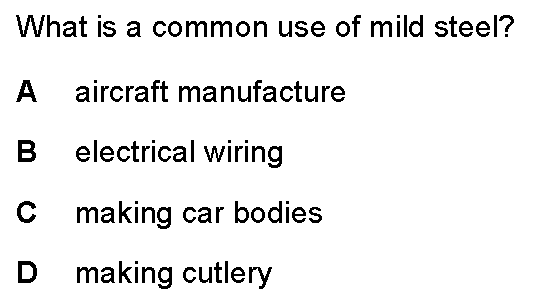 What is a common use of mild steel?
A aircraft manufacture
B electrical wiring
C making car bodies
D making cutlery